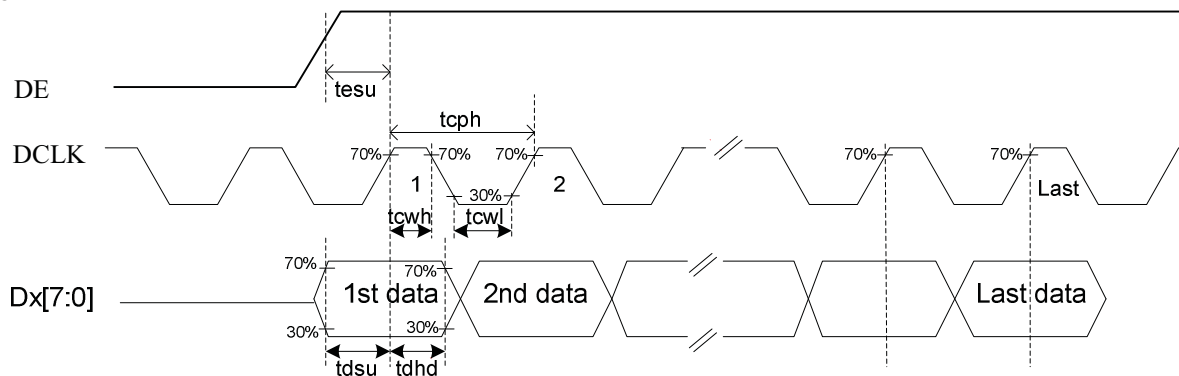 DE
tesu
tcph
DCLK
70% 70% 70% 70% 70%
1 2 Last
30%
tcwh tcwl
70% 70%
Dx[7:0] 1st data 2nd data Last data
30% 30%
tdsu tdhd